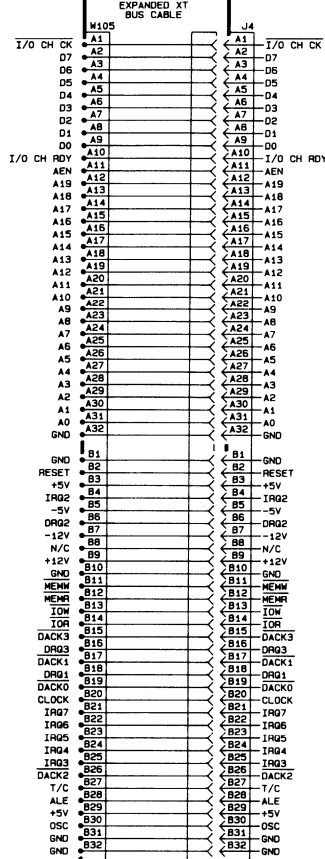 EXPANDED XT
BUS CABLE
W105 J4
I/O CH CK A1 A1 I/O CH CK
D7 A2 A2 D7
D6 A3 A3 D6
D5 A4 A4 D5
D4 A5 A5 D4
D3 A6 A6 D3
D2 A7 A7 D2
D1 A8 A8 D1
D0 A9 A9 D0
I/O CH RDY A10 A10 I/O CH RDY
AEN A11 A11 AEN
A19 A12 A12 A19
A18 A13 A13 A18
A17 A14 A14 A17
A16 A15 A15 A16
A15 A16 A16 A15
A14 A17 A17 A14
A13 A18 A18 A13
A12 A19 A19 A12
A11 A20 A20 A11
A10 A21 A21 A10
A9 A22 A22 A9
A8 A23 A23 A8
A7 A24 A24 A7
A6 A25 A25 A6
A5 A26 A26 A5
A4 A27 A27 A4
A3 A28 A28 A3
A2 A29 A29 A2
A1 A30 A30 A1
A0 A31 A31 A0
GND A32 A32 GND
GND B1 B1 GND
RESET B2 B2 RESET
+5V B3 B3 +5V
IRQ2 B4 B4 IRQ2
-5V B5 B5 -5V
DRQ2 B6 B6 DRQ2
-12V B7 B7 -12V
N/C B8 B8 N/C
+12V B9 B9 +12V
GND B10 B10 GND
MEMW B11 B11 MEMW
MEMR B12 B12 MEMR
IOW B13 B13 IOW
IOR B14 B14 IOR
DACK3 B15 B15 DACK3
DRQ3 B16 B16 DRQ3
DACK1 B17 B17 DACK1
DRQ1 B18 B18 DRQ1
DACK0 B19 B19 DACK0
CLOCK B20 B20 CLOCK
IRQ7 B21 B21 IRQ7
IRQ6 B22 B22 IRQ6
IRQ5 B23 B23 IRQ5
IRQ4 B24 B24 IRQ4
IRQ3 B25 B25 IRQ3
DACK2 B26 B26 DACK2
T/C B27 B27 T/C
ALE B28 B28 ALE
+5V B29 B29 +5V
OSC B30 B30 OSC
GND B31 B31 GND
GND B32 B32 GND